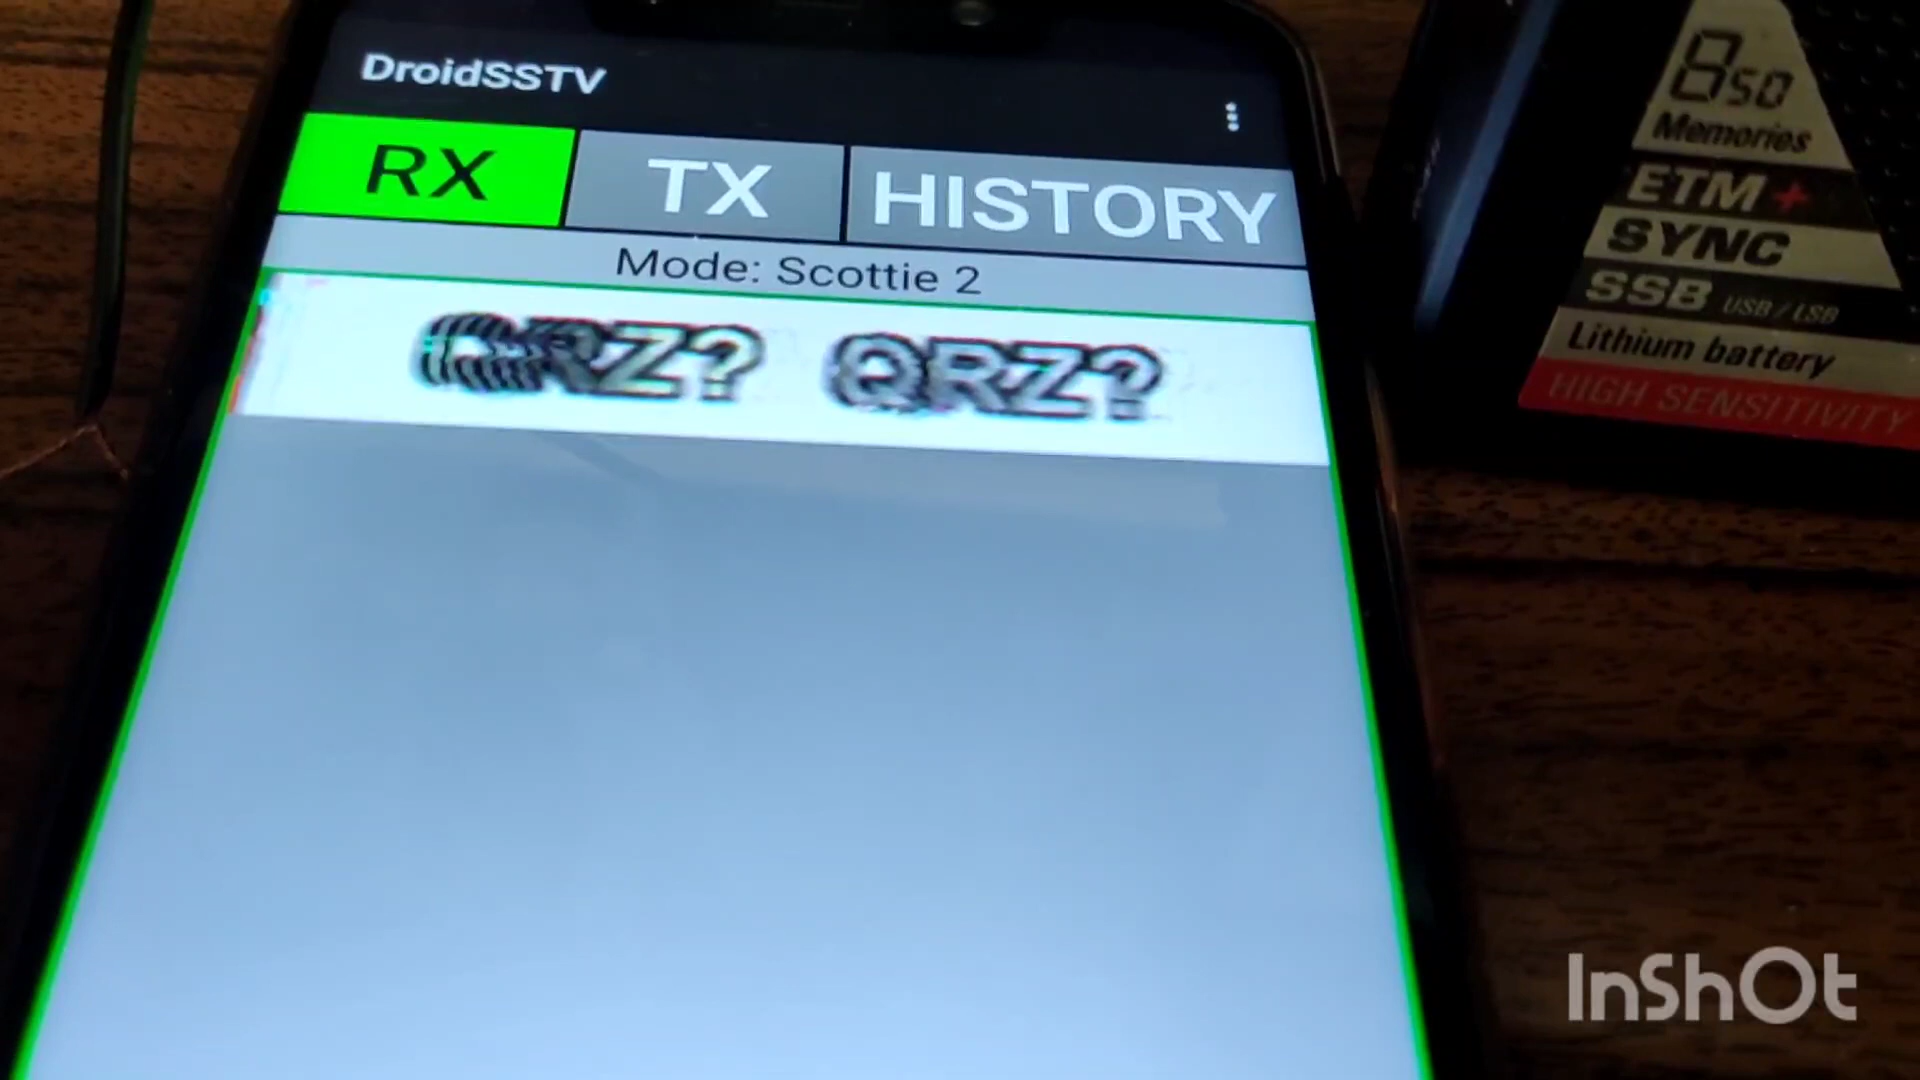 DroidSSTV
RX TX HISTORY
Mode: Scottie 2
QRZ? QRZ?
850
Memories
ETM +
SYNC
SSB USB / LSB
Lithium battery
HIGH SENSITIVITY
InShOt